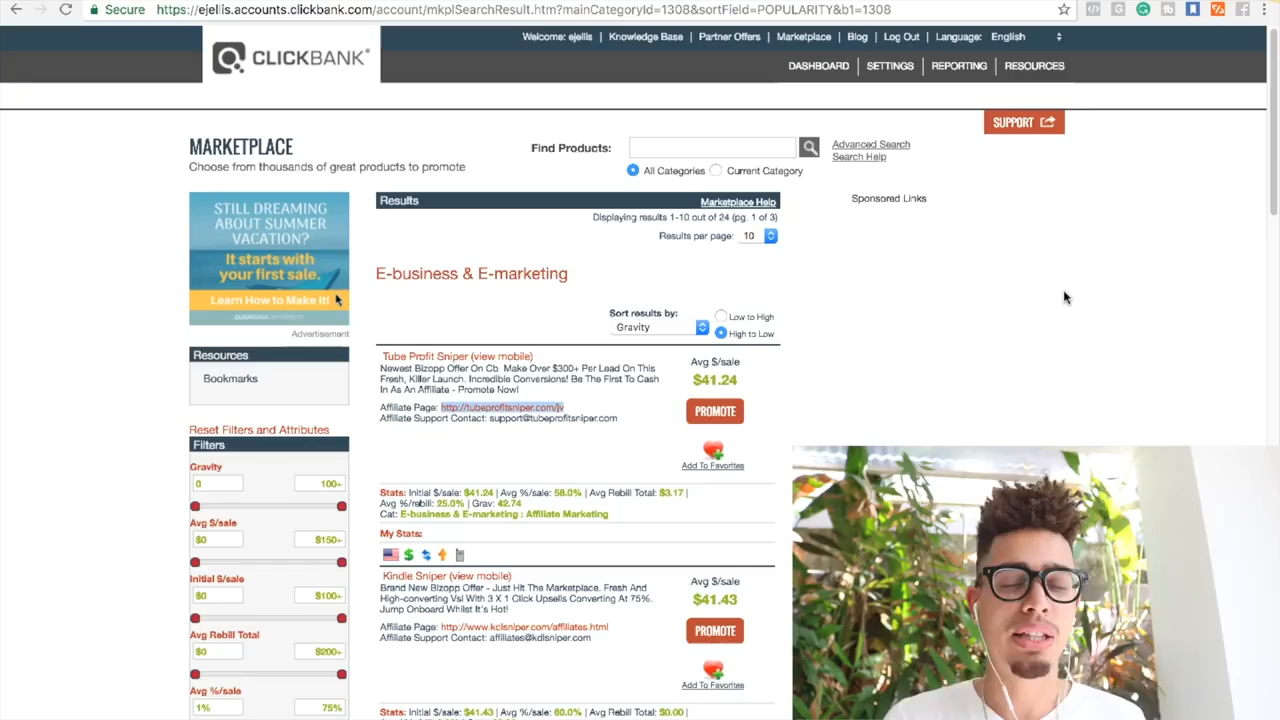 Secure
https://ejellis.accounts.clickbank.com/account/mkplSearchResult.htm?mainCategoryId=1308&sortField=POPULARITY&b1=1308
Welcome: ejellis | Knowledge Base | Partner Offers | Marketplace | Blog | Log Out | Language: English
CLICKBANK
DASHBOARD | SETTINGS | REPORTING | RESOURCES
SUPPORT
MARKETPLACE
Choose from thousands of great products to promote
Find Products:
All Categories Current Category
Advanced Search
Search Help
STILL DREAMING
ABOUT SUMMER
VACATION?
It starts with
your first sale.
Learn How to Make It!
CLICKBANK UNIVERSITY
Advertisement
Resources
Bookmarks
Reset Filters and Attributes
Filters
Gravity
0 100+
Avg $/sale
$0 $150+
Initial $/sale
$0 $100+
Avg Rebill Total
$0 $200+
Avg %/sale
1% 75%
Results Marketplace Help
Displaying results 1-10 out of 24 (pg. 1 of 3)
Results per page: 10
E-business & E-marketing
Sort results by:
Gravity
Low to High
High to Low
Tube Profit Sniper (view mobile)
Newest Bizopp Offer On Cb. Make Over $300+ Per Lead On This
Fresh, Killer Launch. Incredible Conversions! Be The First To Cash
In As An Affiliate - Promote Now!
Affiliate Page: http://tubeprofitsniper.com/jv
Affiliate Support Contact: support@tubeprofitsniper.com
Avg $/sale
$41.24
PROMOTE
Add To Favorites
Stats: Initial $/sale: $41.24 | Avg %/sale: 58.0% | Avg Rebill Total: $3.17 |
Avg %/rebill: 25.0% | Grav: 42.74
Cat: E-business & E-marketing : Affiliate Marketing
My Stats:
Kindle Sniper (view mobile)
Brand New Bizopp Offer - Just Hit The Marketplace. Fresh And
High-converting Vsl With 3 X 1 Click Upsells Converting At 75%.
Jump Onboard Whilst It's Hot!
Affiliate Page: http://www.kclsniper.com/affiliates.html
Affiliate Support Contact: affiliates@kdlsniper.com
Avg $/sale
$41.43
PROMOTE
Add To Favorites
Stats: Initial $/sale: $41.43 | Avg %/sale: 60.0% | Avg Rebill Total: $0.00 |
Sponsored Links